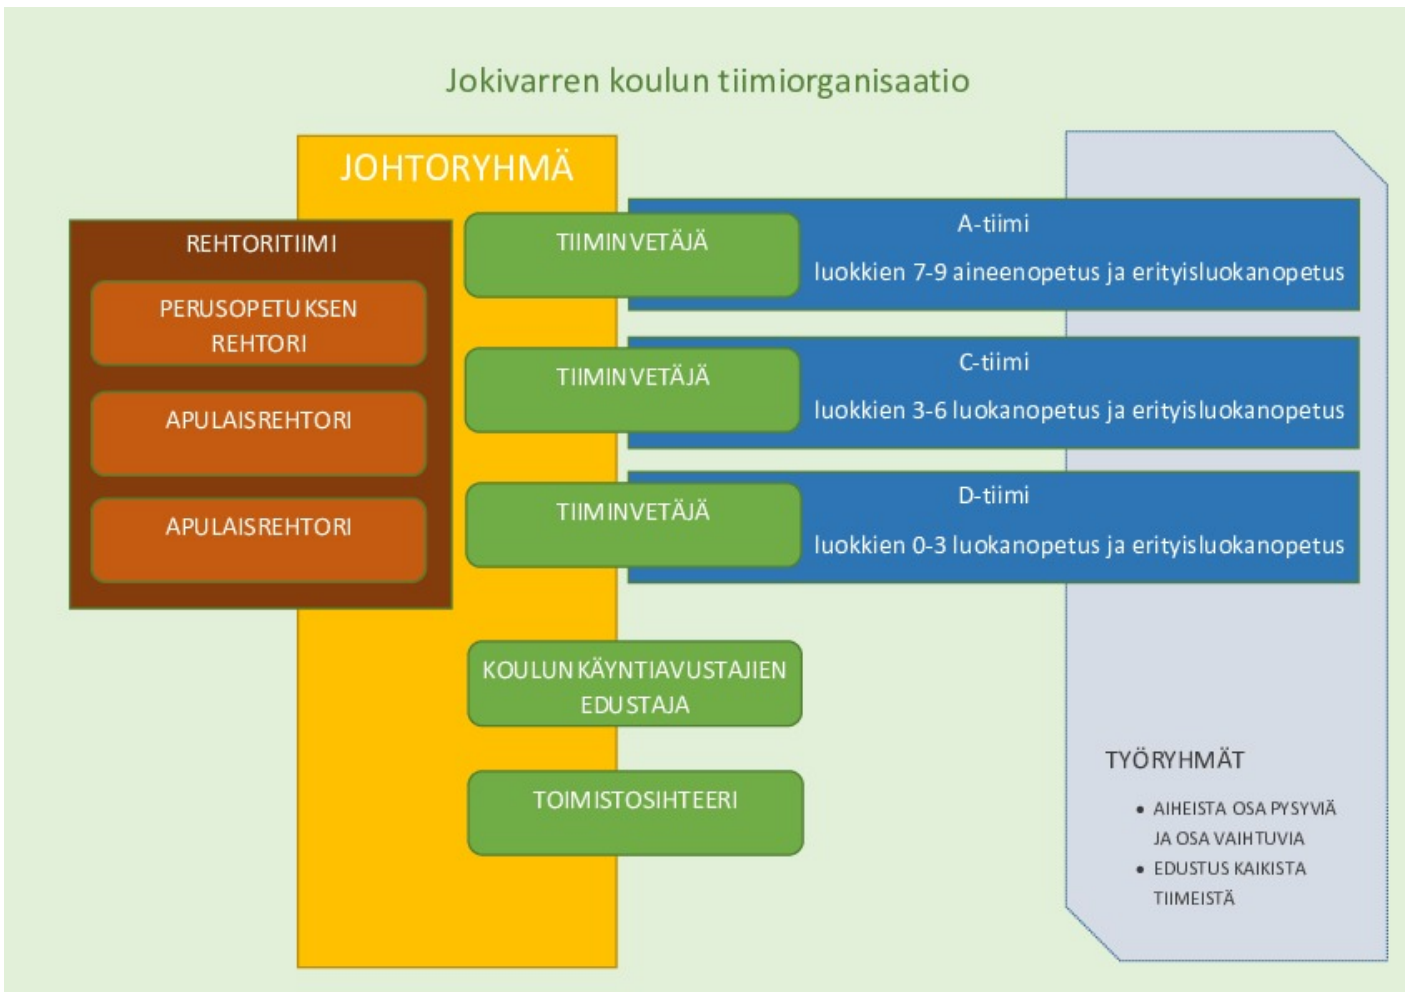 Jokivarren koulun tiimiorganisaatio
JOHTORYHMÄ
REHTORITIIMI
PERUSOPETUKSEN
REHTORI
APULAISREHTORI
APULAISREHTORI
TIIMINVETÄJÄ
A-tiimi
luokkien 7-9 aineenopetus ja erityisluokanopetus
TIIMINVETÄJÄ
C-tiimi
luokkien 3-6 luokanopetus ja erityisluokanopetus
TIIMINVETÄJÄ
D-tiimi
luokkien 0-3 luokanopetus ja erityisluokanopetus
KOULUNKÄYNTIAVUSTAJIEN
EDUSTAJA
TOIMISTOSIHTEERI
TYÖRYHMÄT
• AIHEISTA OSA PYSYVIÄ
JA OSA VAIHTUVIA
• EDUSTUS KAIKISTA
TIIMEISTÄ